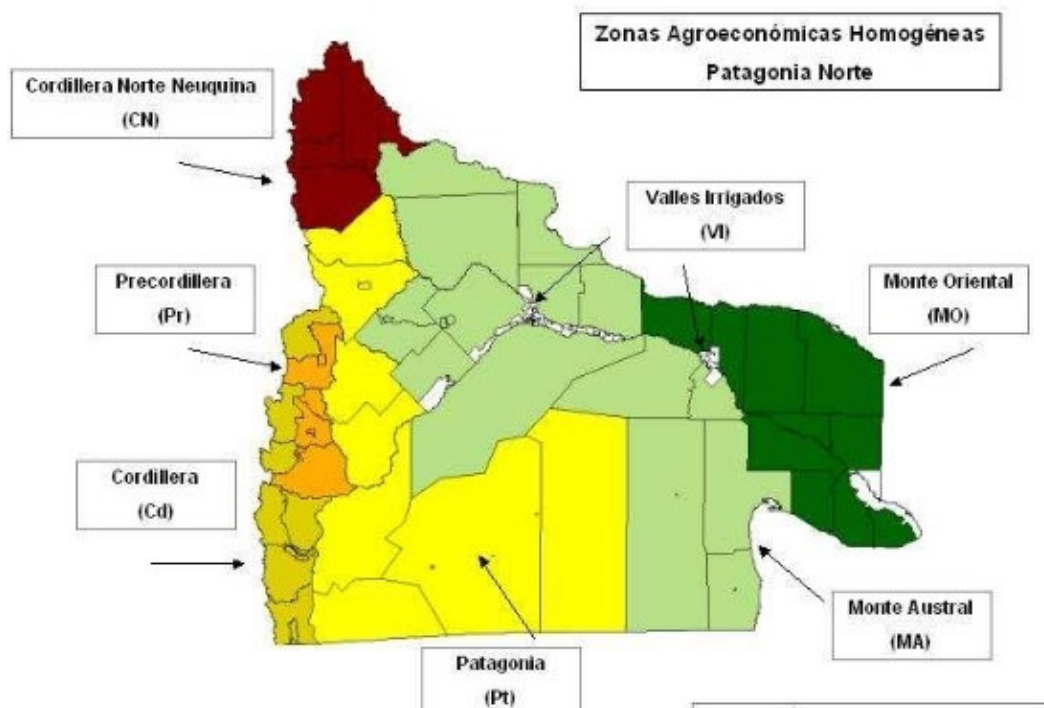 Zonas Agroeconómicas Homogéneas
Patagonia Norte
Cordillera Norte Neuquina
(CN)
Valles Irrigados
(VI)
Precordillera
(Pr)
Monte Oriental
(MO)
Cordillera
(Cd)
Monte Austral
(MA)
Patagonia
(Pt)